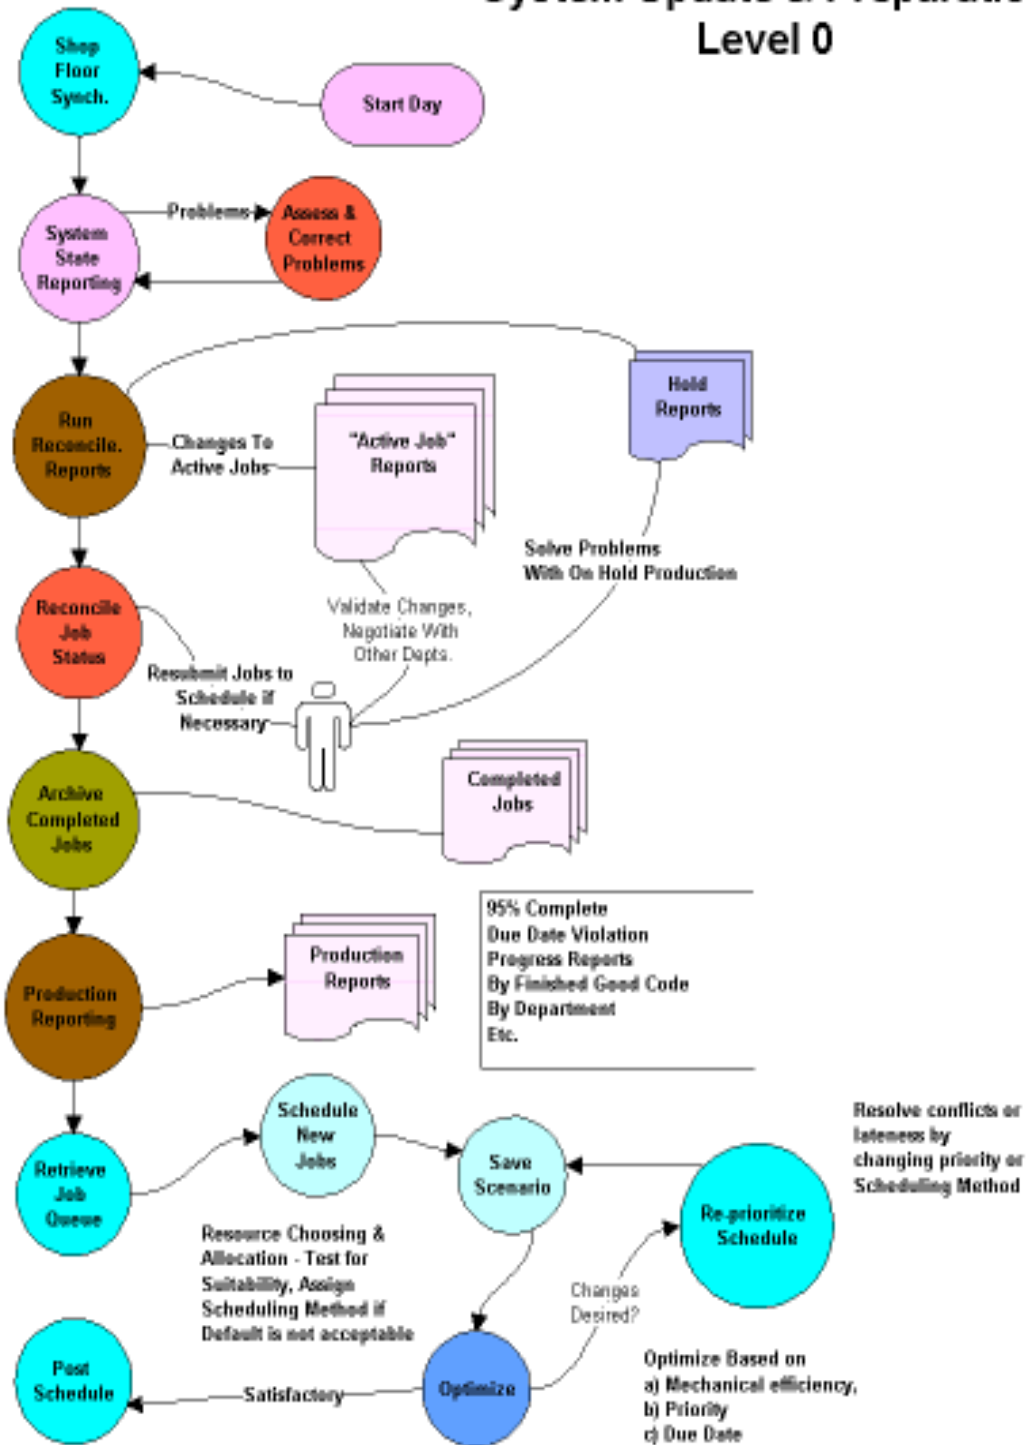 System Update & Preparation
Level 0
Shop
Floor
Synch.
Start Day
System
State
Reporting
Problems
Assess &
Correct
Problems
Run
Reconcile.
Reports
Changes To
Active Jobs
"Active Job"
Reports
Hold
Reports
Solve Problems
With On Hold Production
Validate Changes,
Negotiate With
Other Depts.
Reconcile
Job
Status
Resubmit Jobs to
Schedule if
Necessary
Archive
Completed
Jobs
Completed
Jobs
95% Complete
Due Date Violation
Progress Reports
By Finished Good Code
By Department
Etc.
Production
Reporting
Production
Reports
Schedule
New
Jobs
Save
Scenario
Resolve conflicts or
lateness by
changing priority or
Scheduling Method
Retrieve
Job
Queue
Re-prioritize
Schedule
Resource Choosing &
Allocation - Test for
Suitability, Assign
Scheduling Method if
Default is not acceptable
Changes
Desired?
Post
Schedule
Satisfactory
Optimize
Optimize Based on
a) Mechanical efficiency,
b) Priority
c) Due Date